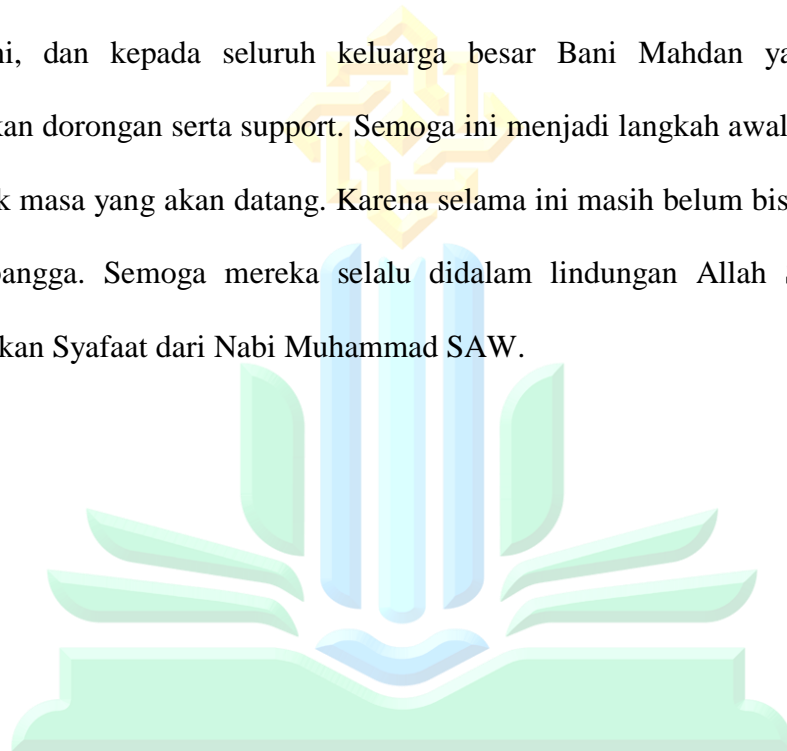 ni, dan kepada seluruh keluarga besar Bani Mahdan ya
kan dorongan serta support. Semoga ini menjadi langkah awal
k masa yang akan datang. Karena selama ini masih belum bis
bangga. Semoga mereka selalu didalam lindungan Allah
kan Syafaat dari Nabi Muhammad SAW.